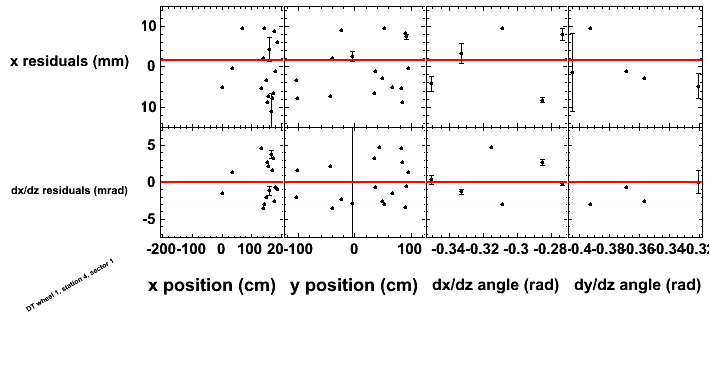 10
x residuals (mm) 0
10
5
dx/dz residuals (mrad) 0
-5
-200 -100 0 100 20 -100 0 100 -0.34 -0.32 -0.3 -0.28 -0.4 -0.38 -0.36 -0.34 -0.32
x position (cm) y position (cm) dx/dz angle (rad) dy/dz angle (rad)
DT wheel 1, station 4, sector 1